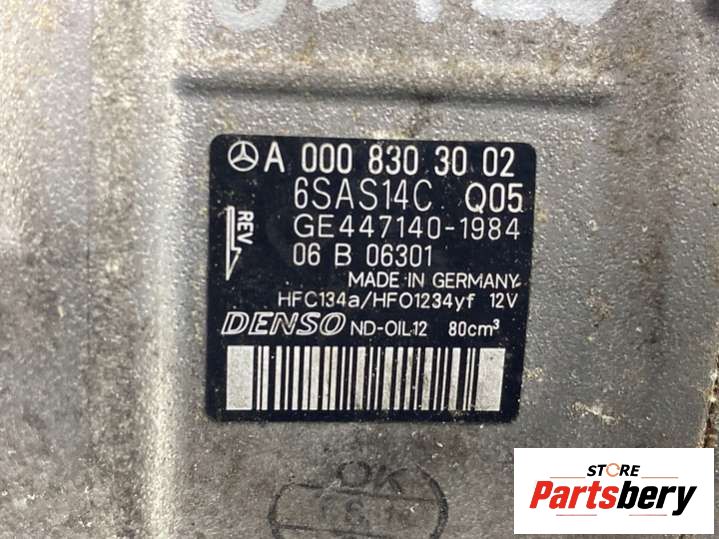 A 000 830 30 02
6SAS14C Q05
REV
GE447140-1984
06 B 06301
MADE IN GERMANY
HFC134a/HFO1234yf 12V
DENSO ND-OIL12 80cm³
OK
STORE
Partsbery